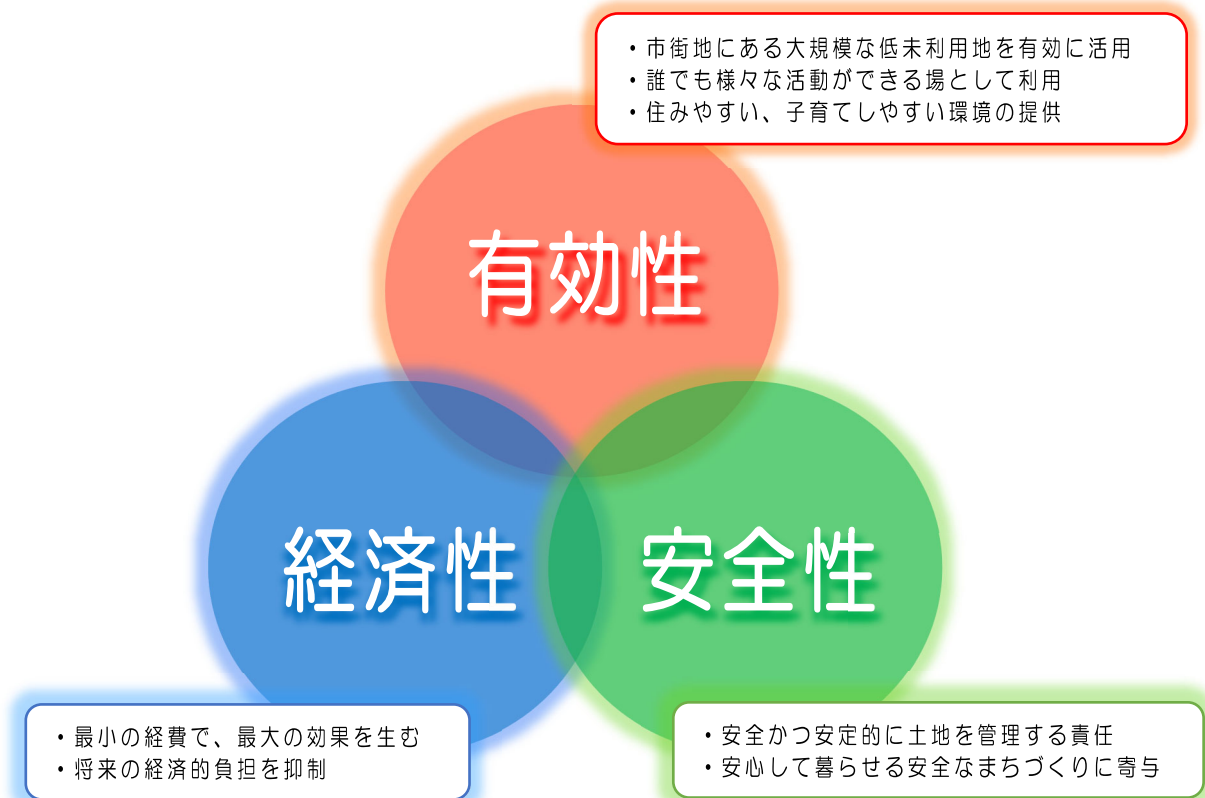 ・市街地にある大規模な低未利用地を有効に活用
・誰でも様々な活動ができる場として利用
・住みやすい、子育てしやすい環境の提供
有効性
経済性
安全性
・最小の経費で、最大の効果を生む
・将来の経済的負担を抑制
・安全かつ安定的に土地を管理する責任
・安心して暮らせる安全なまちづくりに寄与